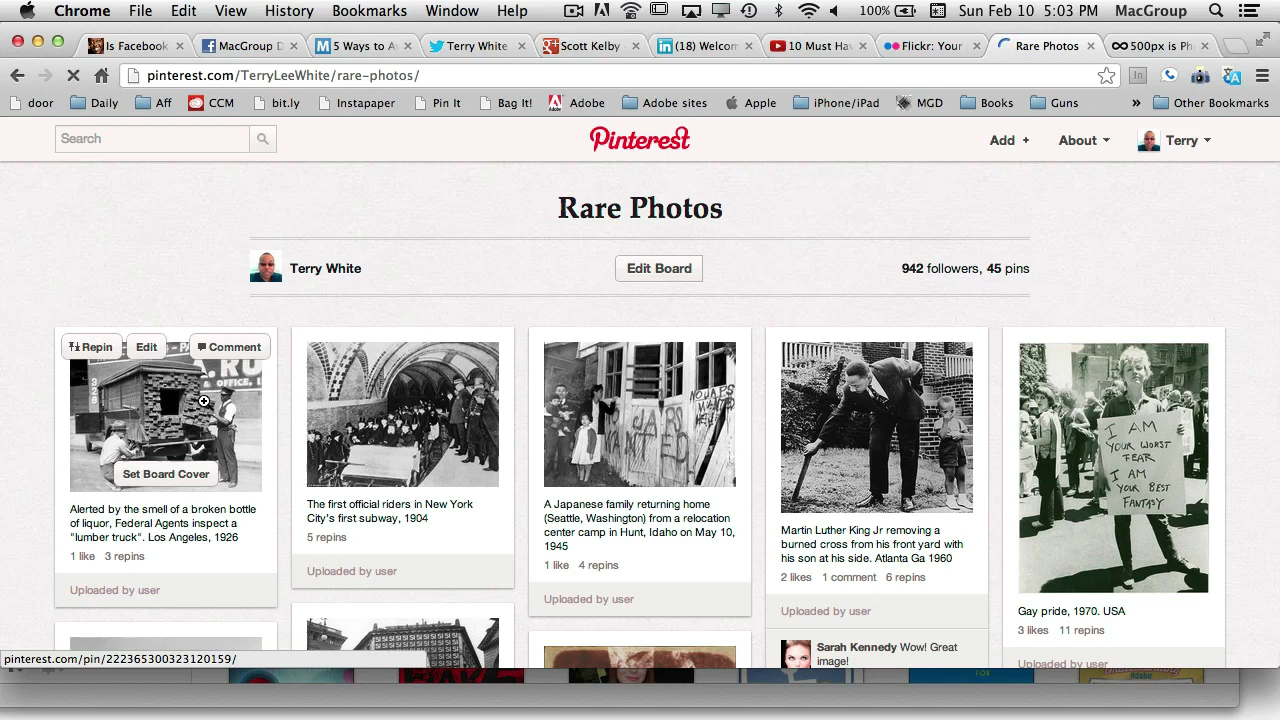 Chrome File Edit View History Bookmarks Window Help 100% Sun Feb 10 5:03 PM MacGroup
Is Facebook MacGroup D 5 Ways to A Terry White Scott Kelby (18) Welcom 10 Must Hav Flickr: Your Rare Photos 500px is Ph
pinterest.com/TerryLeeWhite/rare-photos/
door Daily Aff CCM bit.ly Instapaper Pin It Bag It! Adobe Adobe sites Apple iPhone/iPad MGD Books Guns » Other Bookmarks
Search Pinterest Add + About Terry
Rare Photos
Terry White Edit Board 942 followers, 45 pins
Repin Edit Comment
Set Board Cover
Alerted by the smell of a broken bottle
of liquor, Federal Agents inspect a
"lumber truck". Los Angeles, 1926
1 like 3 repins
Uploaded by user
The first official riders in New York
City's first subway, 1904
5 repins
Uploaded by user
NO JAPS
A Japanese family returning home
(Seattle, Washington) from a relocation
center camp in Hunt, Idaho on May 10,
1945
1 like 4 repins
Uploaded by user
Martin Luther King Jr removing a
burned cross from his front yard with
his son at his side. Atlanta Ga 1960
2 likes 1 comment 6 repins
Uploaded by user
Sarah Kennedy Wow! Great
image!
I AM
YOUR WORST
FEAR
I AM
YOUR BEST
FANTASY
Gay pride, 1970. USA
3 likes 11 repins
Uploaded by user
pinterest.com/pin/222365300323120159/